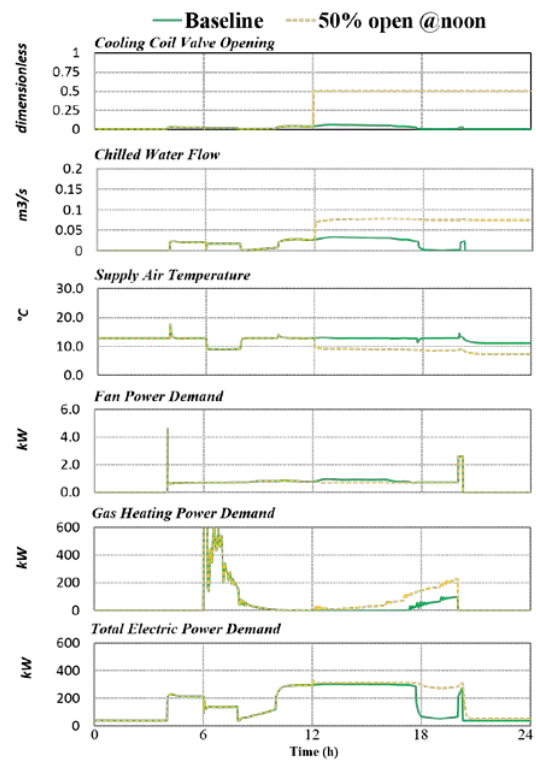 Baseline 50% open @noon
Cooling Coil Valve Opening
dimensionless
1
0.75
0.5
0.25
0
Chilled Water Flow
m3/s
0.2
0.15
0.1
0.05
0
Supply Air Temperature
°C
30.0
20.0
10.0
0.0
Fan Power Demand
kW
6.0
4.0
2.0
0.0
Gas Heating Power Demand
kW
600
400
200
0
Total Electric Power Demand
kW
600
400
200
0
0 6 12 18 24
Time (h)